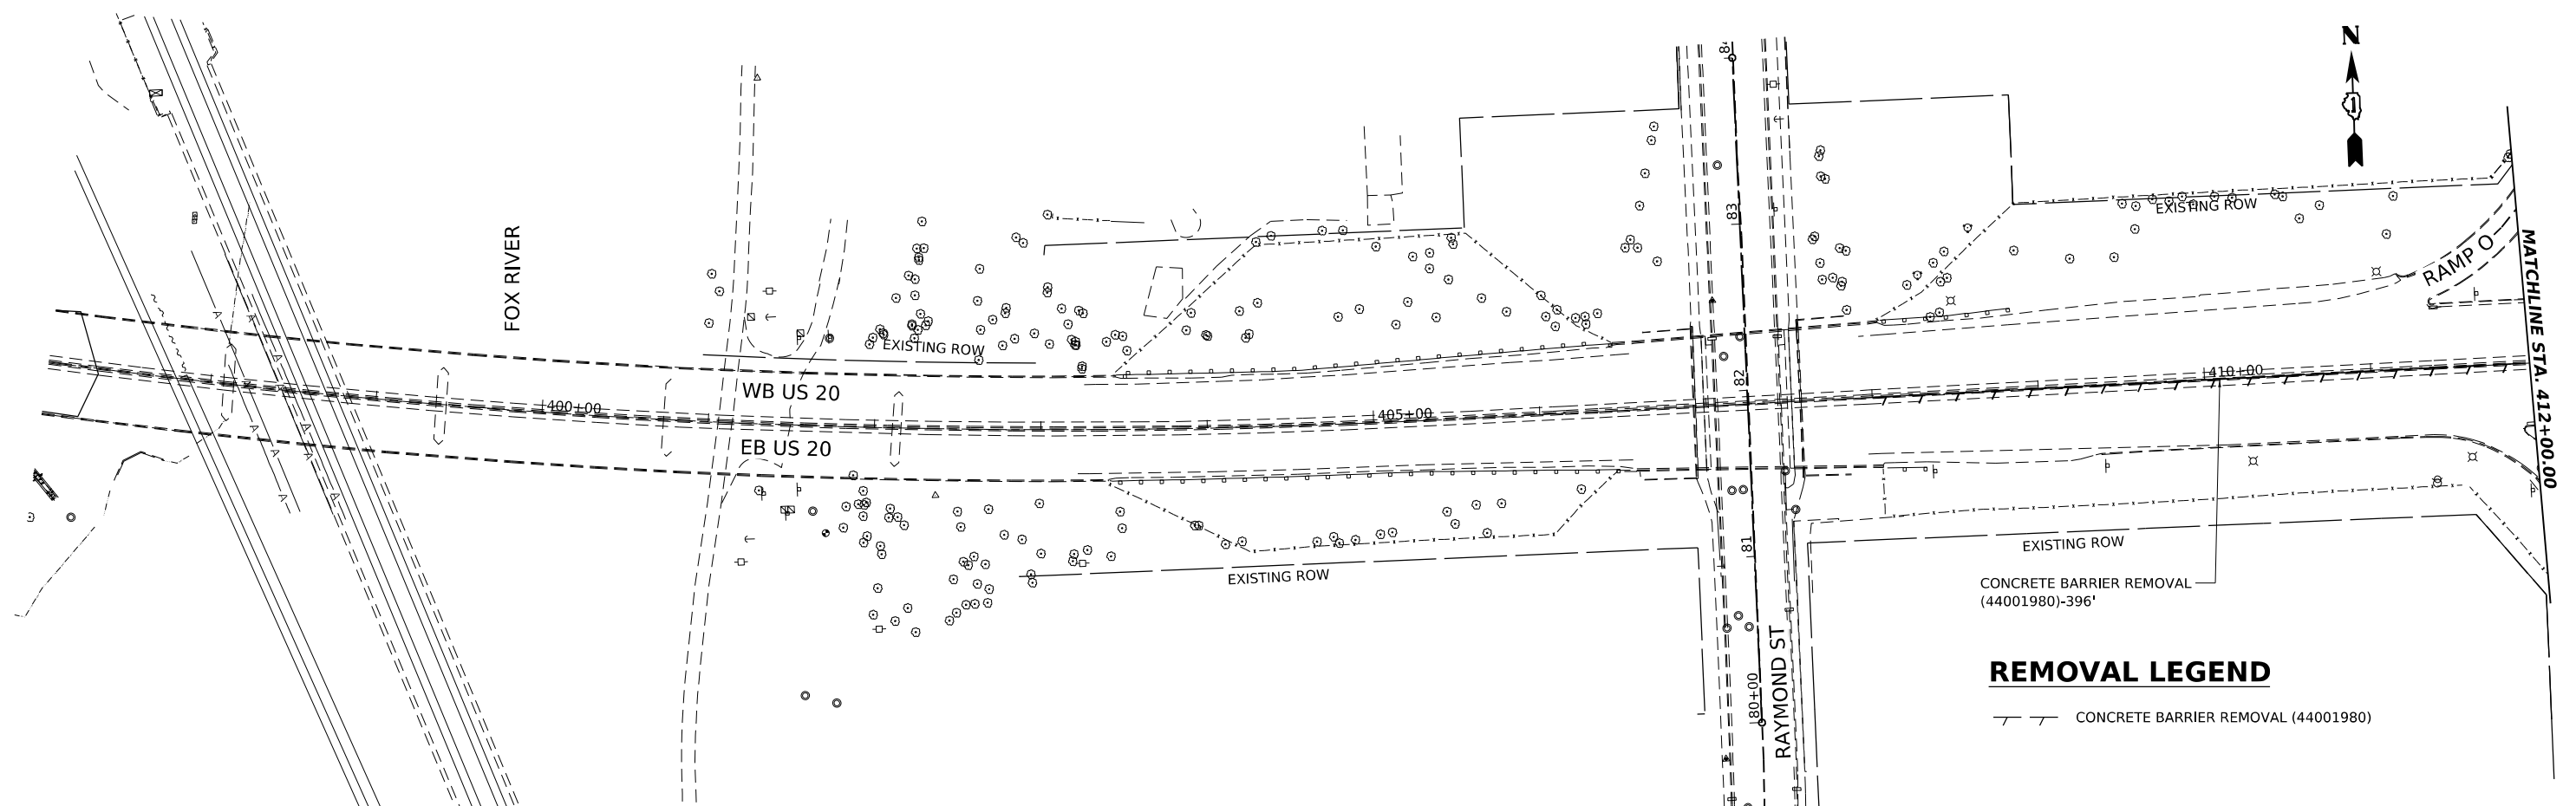 N
84
83
82
81
80+00
FOX RIVER
EXISTING ROW
RAMP O
MATCHLINE STA. 412+00.00
EXISTING ROW
WB US 20
400+00
405+00
410+00
EB US 20
EXISTING ROW
EXISTING ROW
CONCRETE BARRIER REMOVAL
(44001980)-396'
RAYMOND ST
REMOVAL LEGEND
CONCRETE BARRIER REMOVAL (44001980)
A
A
A
A
A
A
A
A
A
A